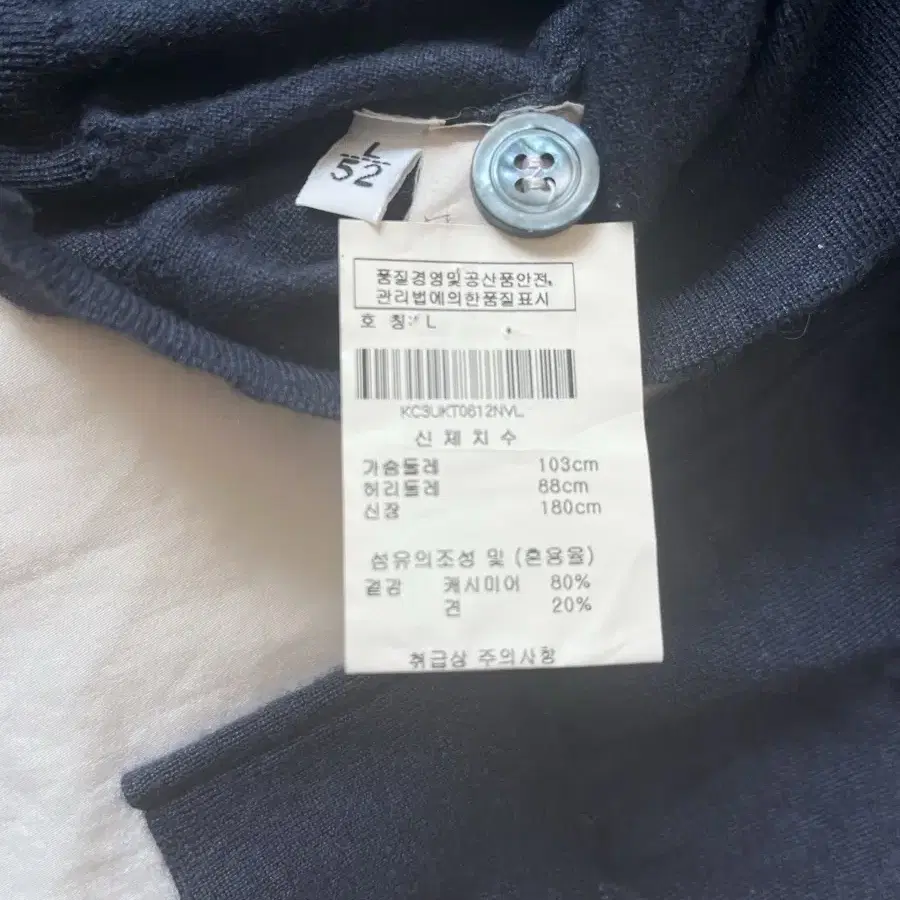 L
52
품질경영및공산품안전
관리법에의한품질표시
호 칭: L
KC3UKT0612NVL
신 체 치 수
가슴둘레 103cm
허리둘레 88cm
신장 180cm
섬유의조성 및 (혼용율)
겉감 캐시미어 80%
견 20%
취급상 주의사항